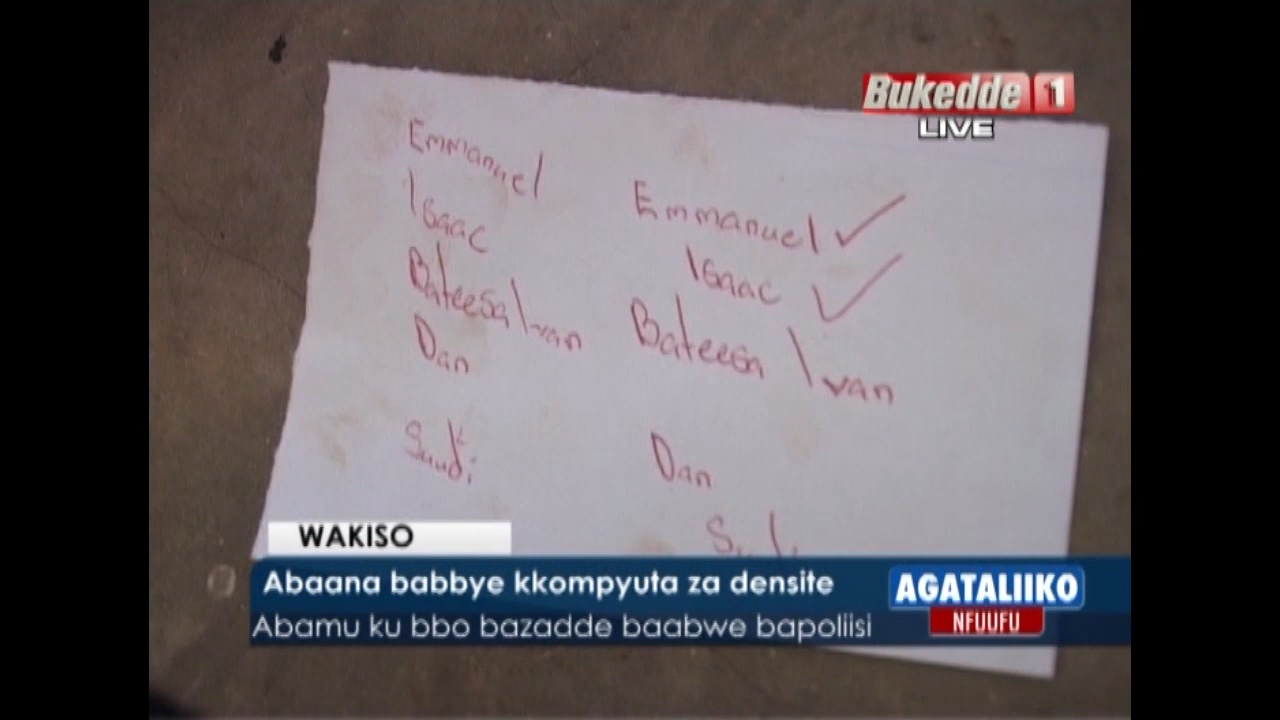 Bukedde 1
LIVE
Emmanuel
Isaac
Bateesa Ivan
Dan
Suudi
Emmanuel
Isaac
Bateesa Ivan
Dan
WAKISO
Abaana babbye kkompyuta za densite
Abamu ku bbo bazadde baabwe bapoliisi
AGATALIIKO
NFUUFU